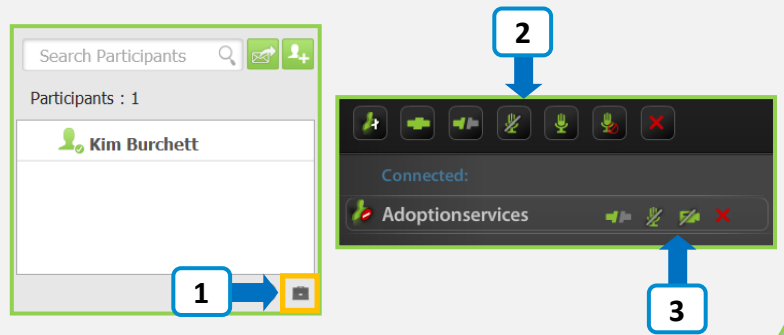 2
Search Participants
Participants : 1
Kim Burchett
Connected:
Adoptionservices
1
3